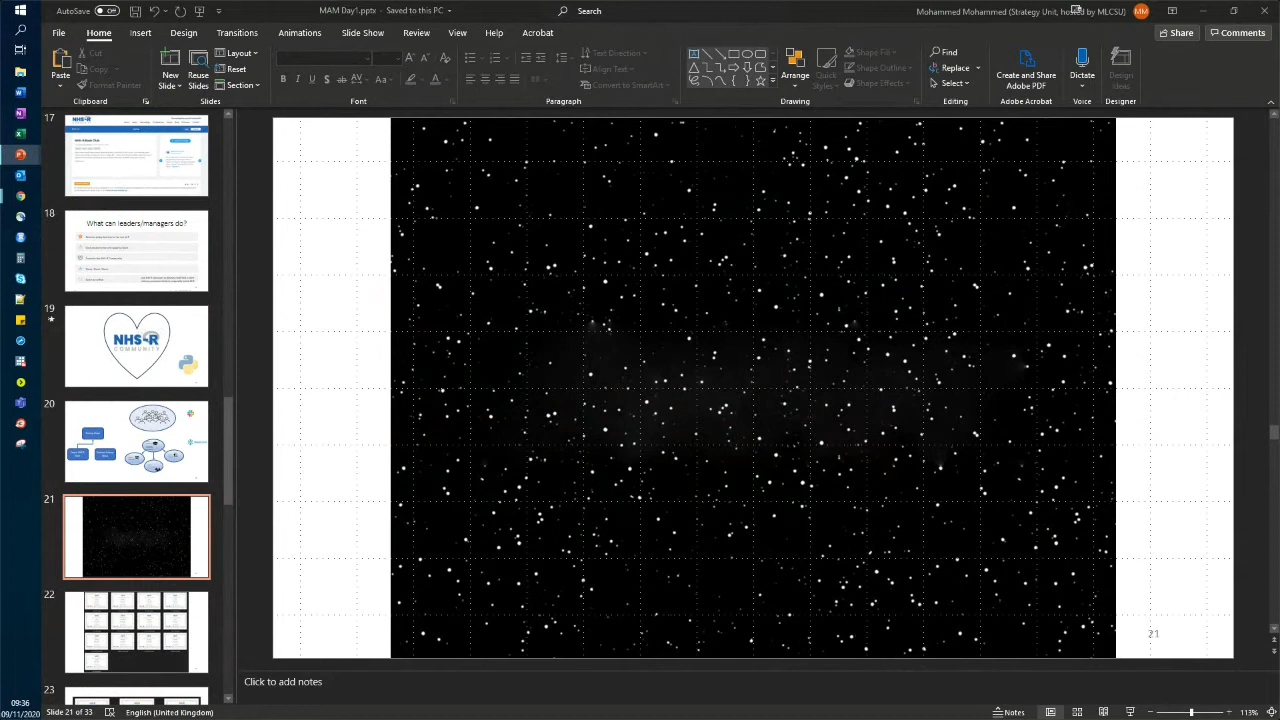 AutoSave Off
MAM Day1.pptx - Saved to this PC
Search
Mohammed Mohammed (Strategy Unit, hosted by MLCSU)
MM
File Home Insert Design Transitions Animations Slide Show Review View Help Acrobat
Share
Comments
Paste
Cut
Copy
Format Painter
Clipboard
New Slide
Reuse Slides
Layout
Reset
Section
Slides
Font
Text Direction
Align Text
Convert to SmartArt
Paragraph
Arrange
Quick Styles
Shape Fill
Shape Outline
Shape Effects
Drawing
Find
Replace
Select
Editing
Create and Share Adobe PDF
Adobe Acrobat
Dictate
Voice
Design Ideas
Designer
17
NHS-R
18
What can leaders/managers do?
19
NHS R
COMMUNITY
20
21
22
23
21
Click to add notes
09:36
09/11/2020
Slide 21 of 33
English (United Kingdom)
Notes
113%